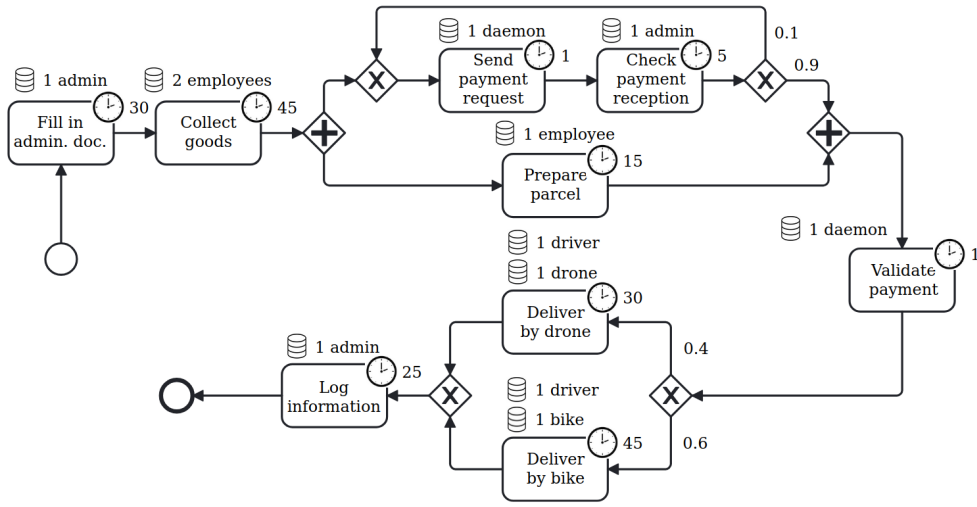 0.1
1 daemon
1 admin
Send
payment
request
1
Check
payment
reception
5
0.9
1 admin
2 employees
Fill in
admin. doc.
30
Collect
goods
45
1 employee
Prepare
parcel
15
1 daemon
Validate
payment
1
1 driver
1 drone
Deliver
by drone
30
0.4
1 admin
Log
information
25
1 driver
1 bike
Deliver
by bike
45
0.6